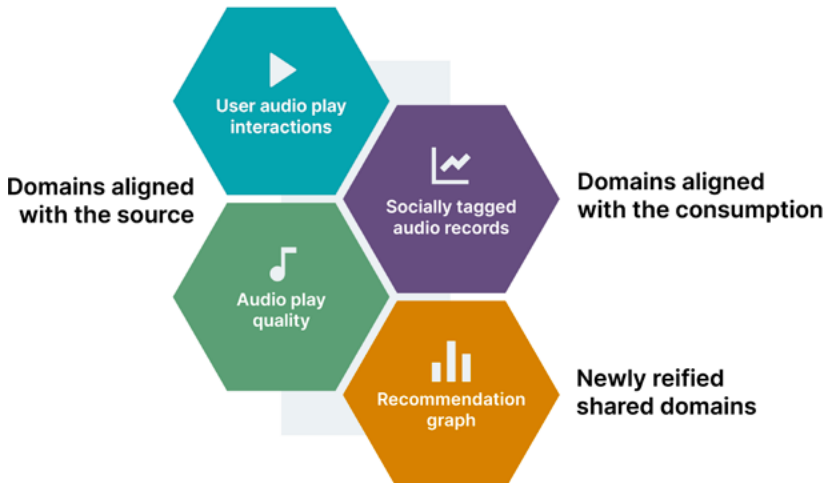 User audio play
interactions
Domains aligned
with the source
Socially tagged
audio records
Domains aligned
with the consumption
Audio play
quality
Recommendation
graph
Newly reified
shared domains